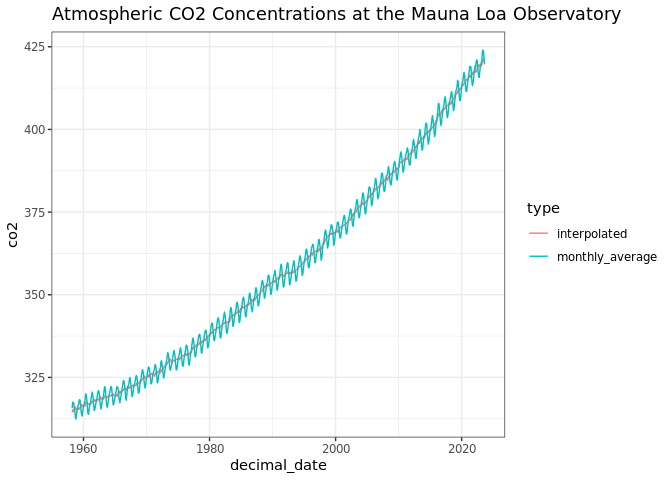 Atmospheric CO2 Concentrations at the Mauna Loa Observatory
425
400
375
350
325
co2
1960
1980
2000
2020
decimal_date
type
interpolated
monthly_average